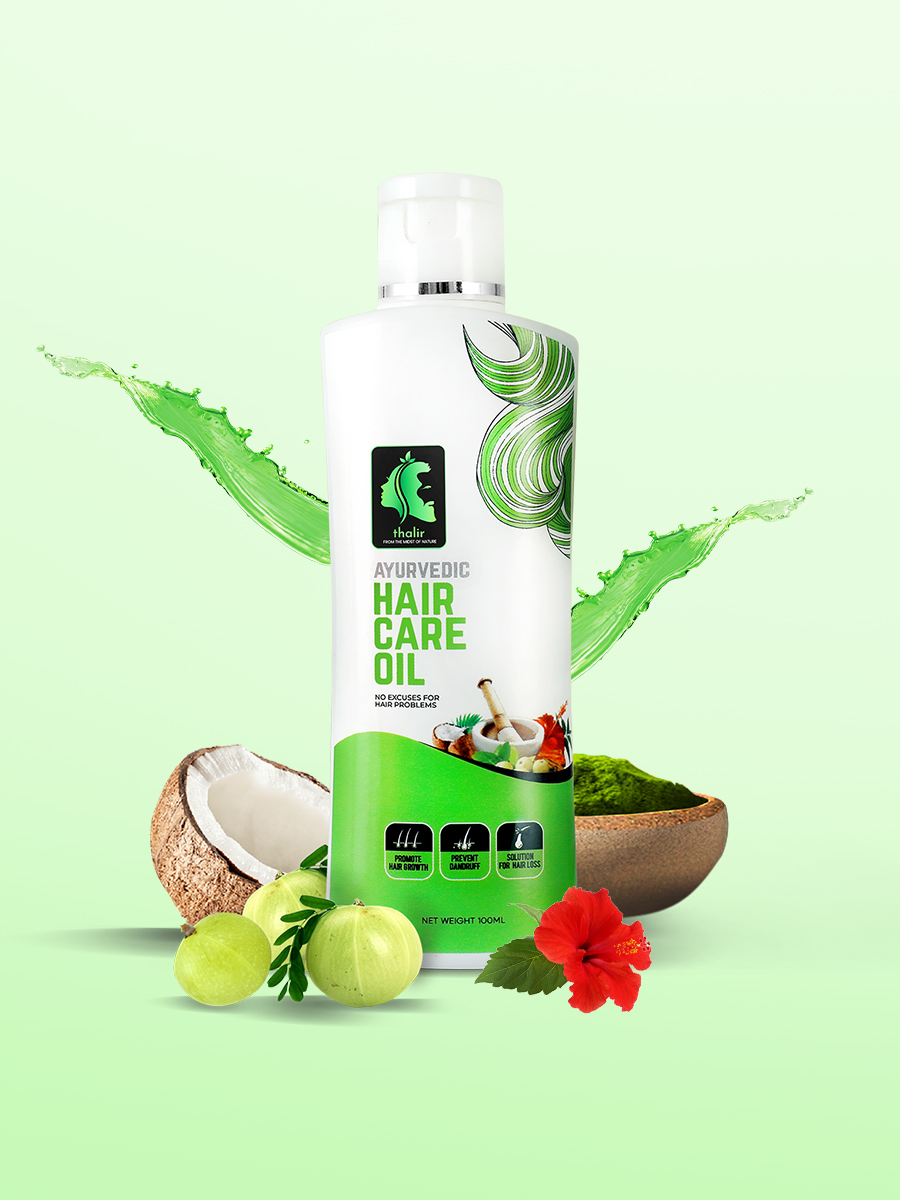 thalir
FROM THE MIDST OF NATURE
AYURVEDIC
HAIR
CARE
OIL
NO EXCUSES FOR
HAIR PROBLEMS
PROMOTE
HAIR GROWTH
PREVENT
DANDRUFF
SOLUTION
FOR HAIR LOSS
NET WEIGHT 100ML